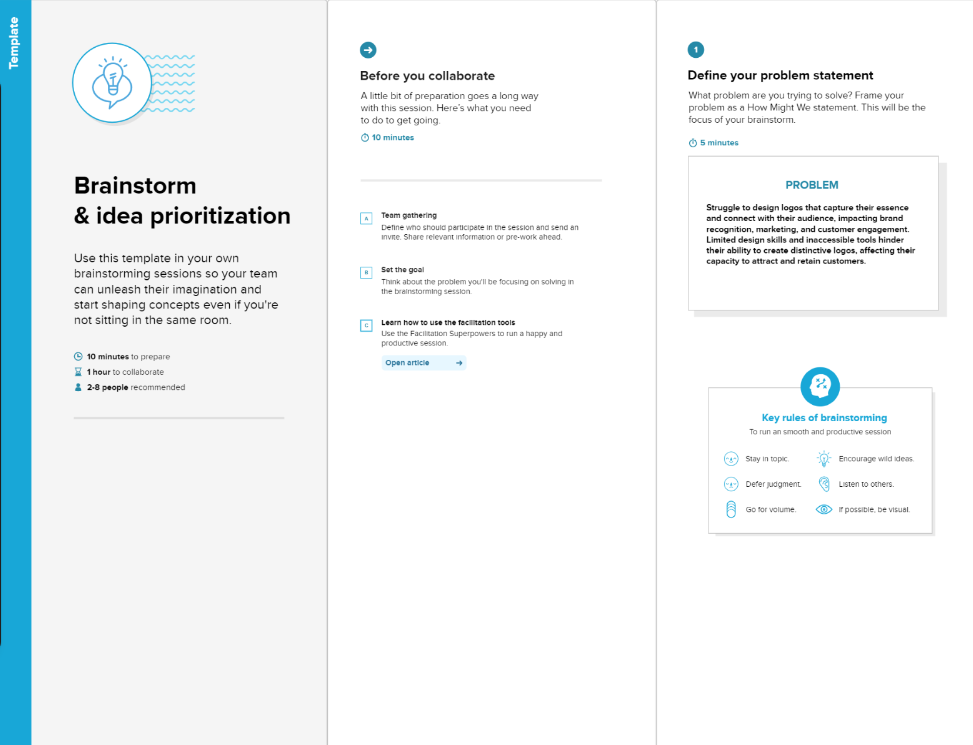 Template
Brainstorm
& idea prioritization
Use this template in your own
brainstorming sessions so your team
can unleash their imagination and
start shaping concepts even if you're
not sitting in the same room.
10 minutes to prepare
1 hour to collaborate
2-8 people recommended
Before you collaborate
A little bit of preparation goes a long way
with this session. Here's what you need
to do to get going.
10 minutes
A
Team gathering
Define who should participate in the session and send an
invite. Share relevant information or pre-work ahead.
B
Set the goal
Think about the problem you'll be focusing on solving in
the brainstorming session.
C
Learn how to use the facilitation tools
Use the Facilitation Superpowers to run a happy and
productive session.
Open article
1
Define your problem statement
What problem are you trying to solve? Frame your
problem as a How Might We statement. This will be the
focus of your brainstorm.
5 minutes
PROBLEM
Struggle to design logos that capture their essence
and connect with their audience, impacting brand
recognition, marketing, and customer engagement.
Limited design skills and inaccessible tools hinder
their ability to create distinctive logos, affecting their
capacity to attract and retain customers.
Key rules of brainstorming
To run an smooth and productive session
Stay in topic.
Encourage wild ideas.
Defer judgment.
Listen to others.
Go for volume.
If possible, be visual.